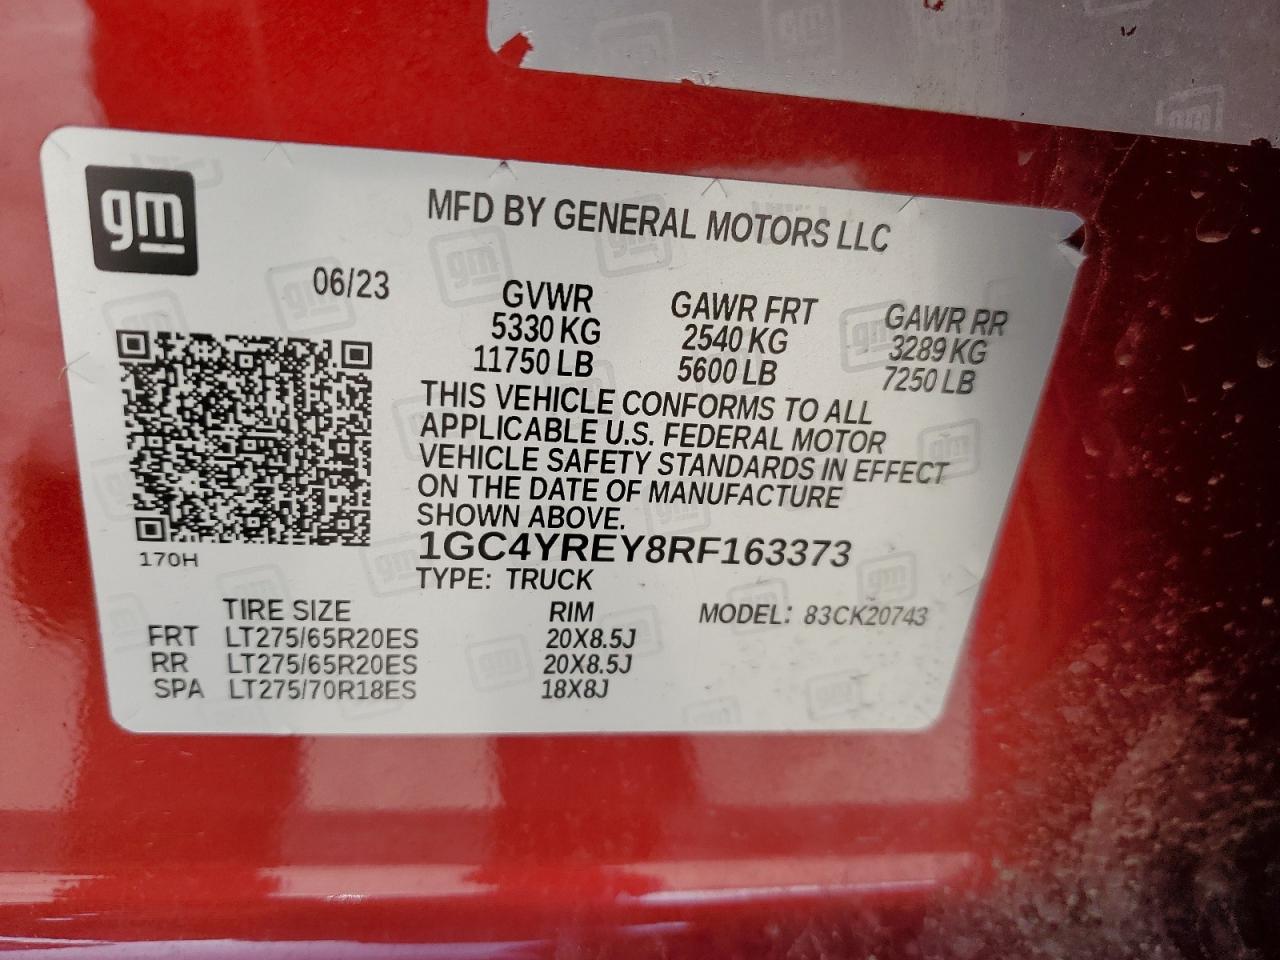 gm
MFD BY GENERAL MOTORS LLC
06/23
GVWR GAWR FRT GAWR RR
5330 KG 2540 KG 3289 KG
11750 LB 5600 LB 7250 LB
THIS VEHICLE CONFORMS TO ALL
APPLICABLE U.S. FEDERAL MOTOR
VEHICLE SAFETY STANDARDS IN EFFECT
ON THE DATE OF MANUFACTURE
SHOWN ABOVE.
170H
1GC4YREY8RF163373
TYPE: TRUCK
TIRE SIZE RIM MODEL: 83CK20743
FRT LT275/65R20ES 20X8.5J
RR LT275/65R20ES 20X8.5J
SPA LT275/70R18ES 18X8J